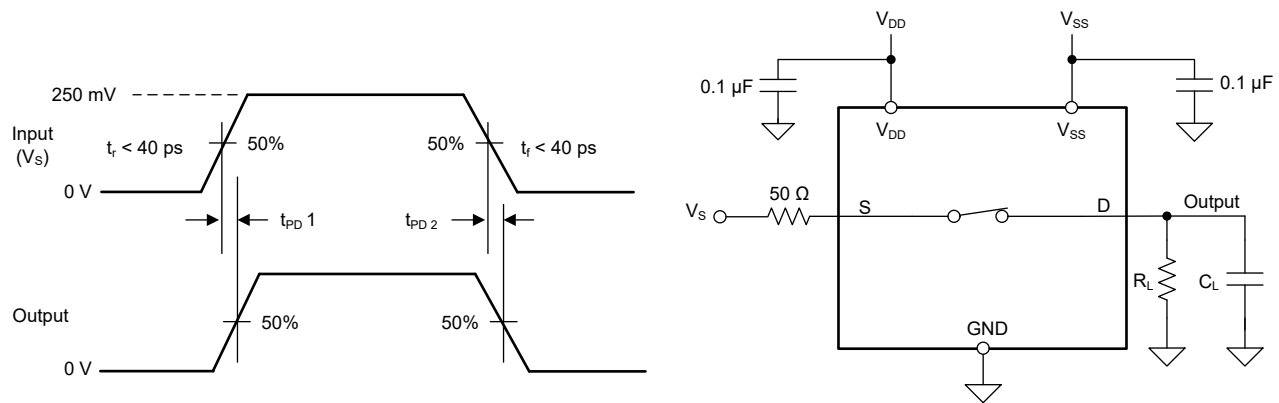 250 mV
Input
(VS)
tr < 40 ps
50%
50%
tf < 40 ps
0 V
tPD 1
tPD 2
Output
50%
50%
0 V
VDD
VSS
0.1 µF
0.1 µF
VDD
VSS
50 Ω
VS
S
D
Output
RL
CL
GND